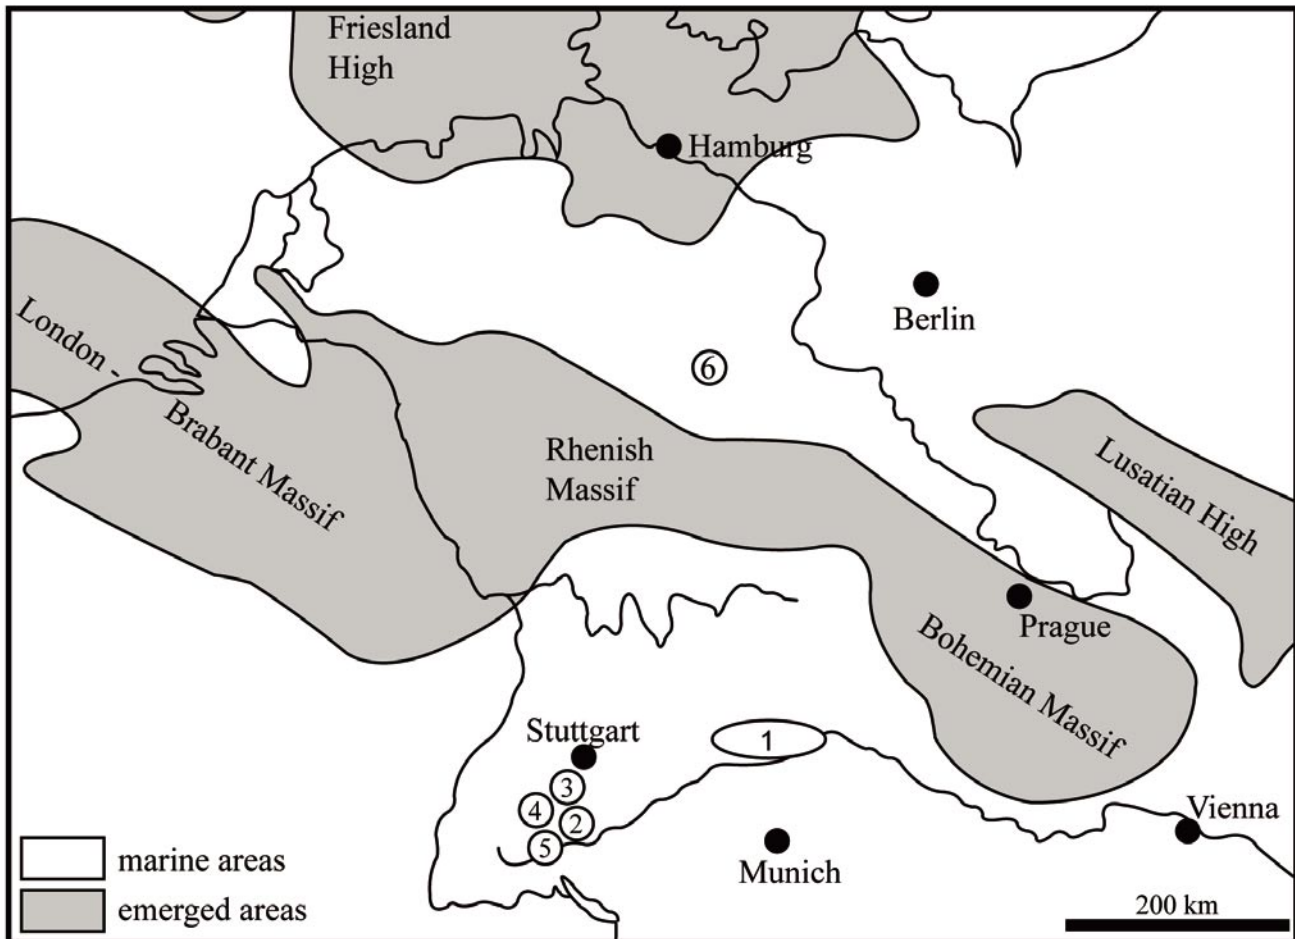 Friesland
High
Hamburg
Berlin
London -
Brabant Massif
6
Rhenish
Massif
Lusatian High
Prague
Bohemian Massif
Stuttgart
1
3
4
2
5
Vienna
Munich
marine areas
emerged areas
200 km